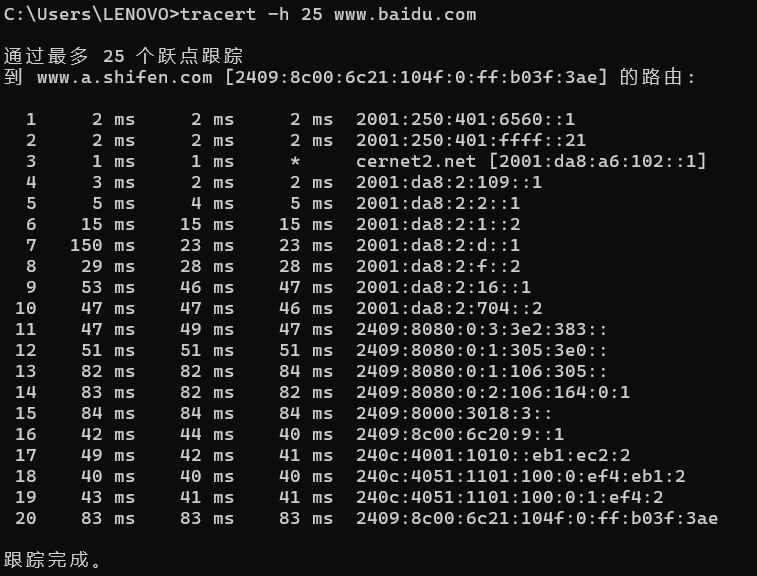 C:\Users\LENOVO>tracert -h 25 www.baidu.com
通过最多 25 个跃点跟踪
到 www.a.shifen.com [2409:8c00:6c21:104f:0:ff:b03f:3ae] 的路由:
1 2 ms 2 ms 2 ms 2001:250:401:6560::1
2 2 ms 2 ms 2 ms 2001:250:401:ffff::21
3 1 ms 1 ms * cernet2.net [2001:da8:a6:102::1]
4 3 ms 2 ms 2 ms 2001:da8:2:109::1
5 5 ms 4 ms 5 ms 2001:da8:2:2::1
6 15 ms 15 ms 15 ms 2001:da8:2:1::2
7 150 ms 23 ms 23 ms 2001:da8:2:d::1
8 29 ms 28 ms 28 ms 2001:da8:2:f::2
9 53 ms 46 ms 47 ms 2001:da8:2:16::1
10 47 ms 47 ms 46 ms 2001:da8:2:704::2
11 47 ms 49 ms 47 ms 2409:8080:0:3:3e2:383::
12 51 ms 51 ms 51 ms 2409:8080:0:1:305:3e0::
13 82 ms 82 ms 84 ms 2409:8080:0:1:106:305::
14 83 ms 82 ms 82 ms 2409:8080:0:2:106:164:0:1
15 84 ms 84 ms 84 ms 2409:8000:3018:3::
16 42 ms 44 ms 40 ms 2409:8c00:6c20:9::1
17 49 ms 42 ms 41 ms 240c:4001:1010::eb1:ec2:2
18 40 ms 40 ms 40 ms 240c:4051:1101:100:0:ef4:eb1:2
19 43 ms 41 ms 41 ms 240c:4051:1101:100:0:1:ef4:2
20 83 ms 83 ms 83 ms 2409:8c00:6c21:104f:0:ff:b03f:3ae
跟踪完成。